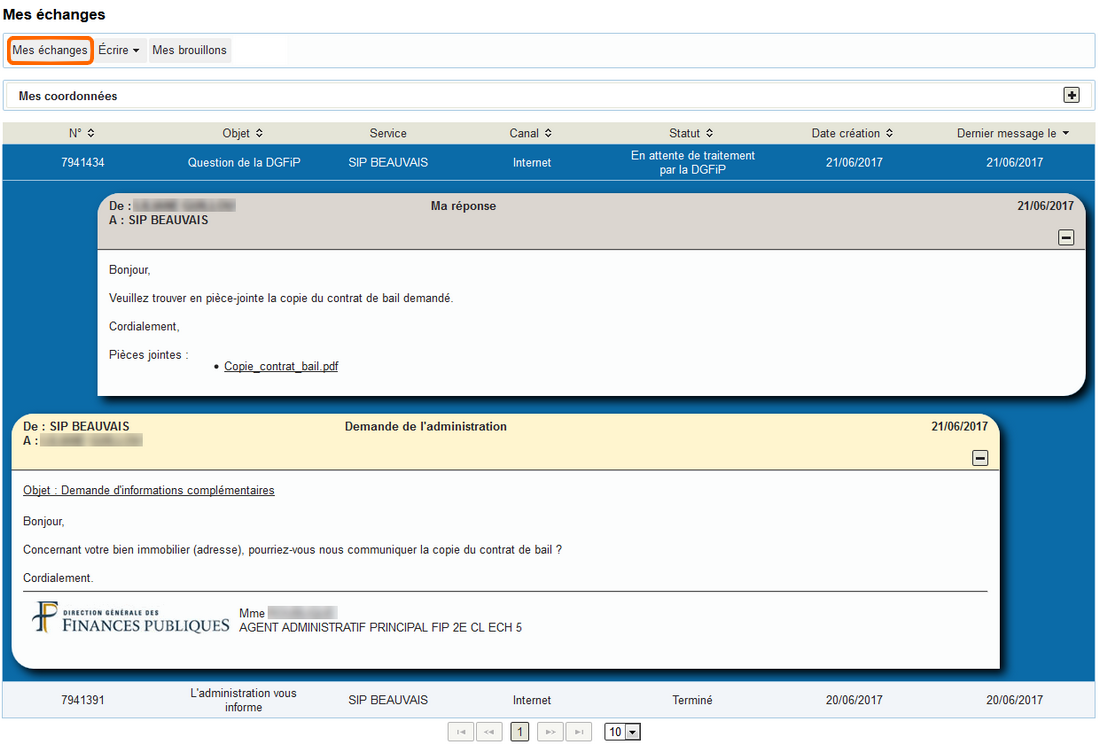 Mes échanges
Mes échanges Écrire Mes brouillons
Mes coordonnées
N° Objet Service Canal Statut Date création Dernier message le
7941434 Question de la DGFiP SIP BEAUVAIS Internet En attente de traitement 21/06/2017 21/06/2017
par la DGFiP
De : Ma réponse 21/06/2017
A : SIP BEAUVAIS
Bonjour,
Veuillez trouver en pièce-jointe la copie du contrat de bail demandé.
Cordialement,
Pièces jointes :
• Copie_contrat_bail.pdf
De : SIP BEAUVAIS Demande de l'administration 21/06/2017
A :
Objet : Demande d'informations complémentaires
Bonjour,
Concernant votre bien immobilier (adresse), pourriez-vous nous communiquer la copie du contrat de bail ?
Cordialement.
DIRECTION GÉNÉRALE DES
FINANCES PUBLIQUES
Mme
AGENT ADMINISTRATIF PRINCIPAL FIP 2E CL ECH 5
7941391 L'administration vous SIP BEAUVAIS Internet Terminé 20/06/2017 20/06/2017
informe
1 10